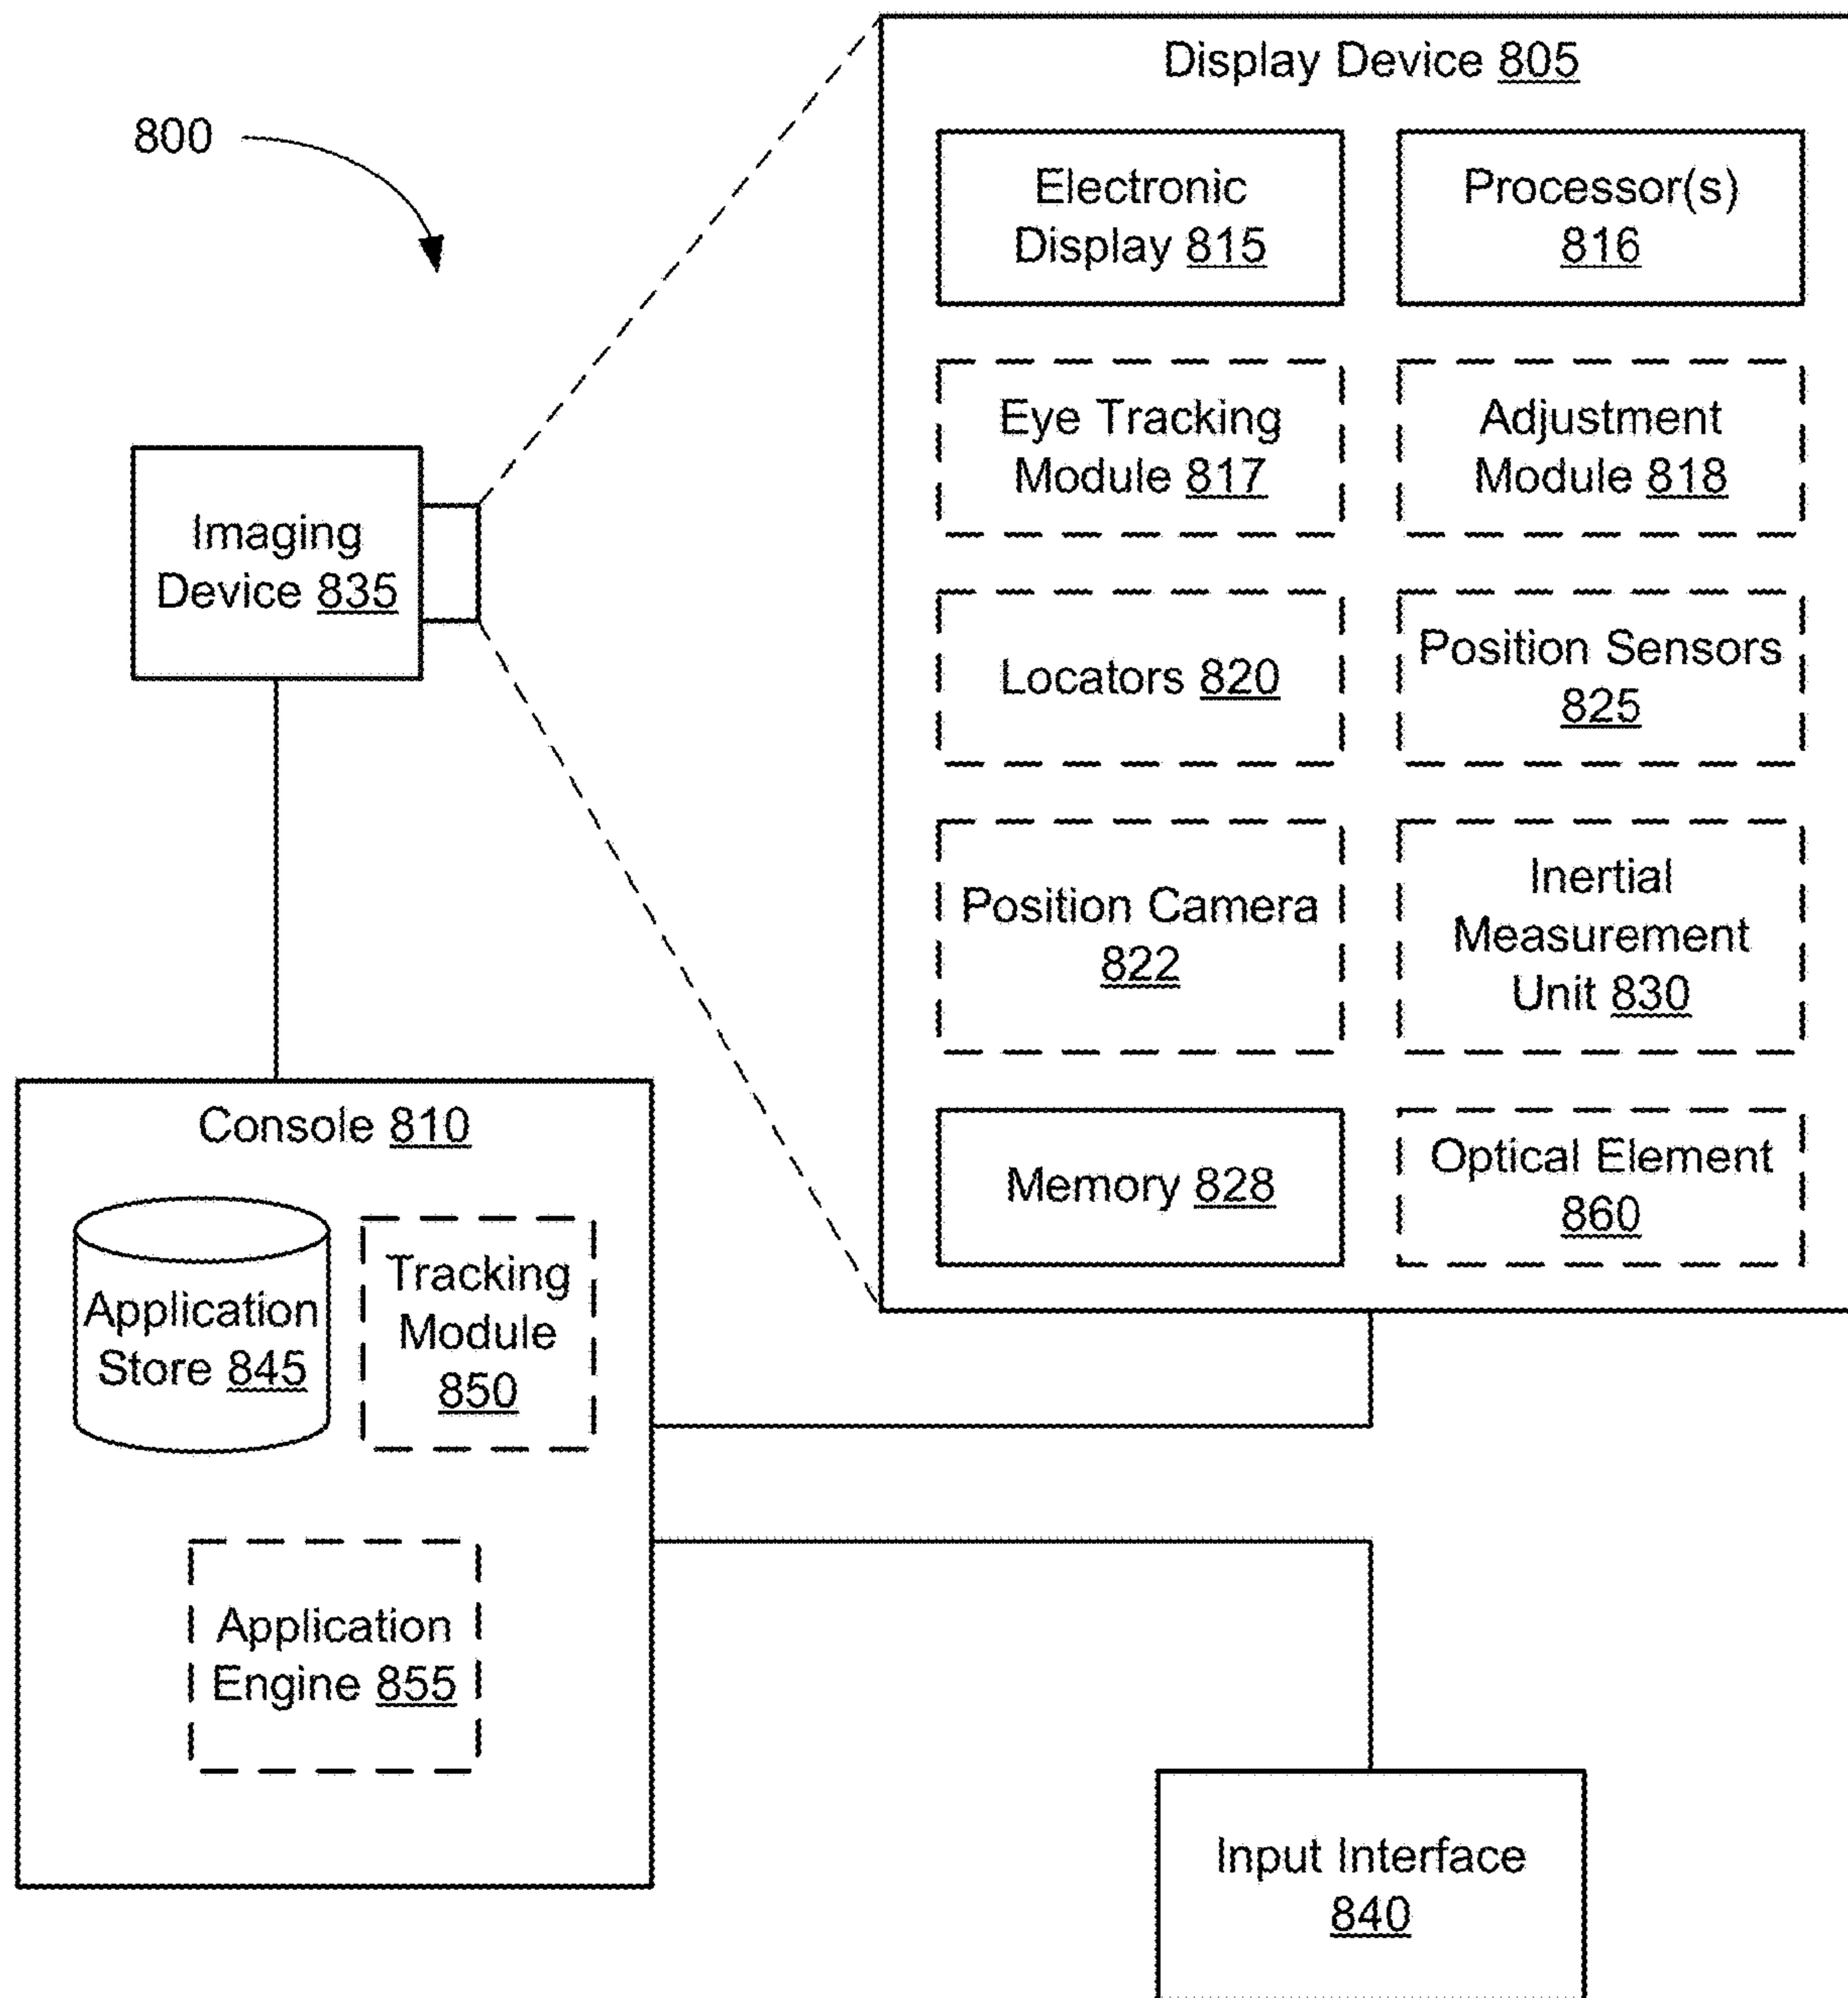 800
Display Device 805
Electronic
Display 815
Processor(s)
816
Eye Tracking
Module 817
Adjustment
Module 818
Locators 820
Position Sensors
825
Position Camera
822
Inertial
Measurement
Unit 830
Memory 828
Optical Element
860
Imaging
Device 835
Console 810
Application
Store 845
Tracking
Module
850
Application
Engine 855
Input Interface
840